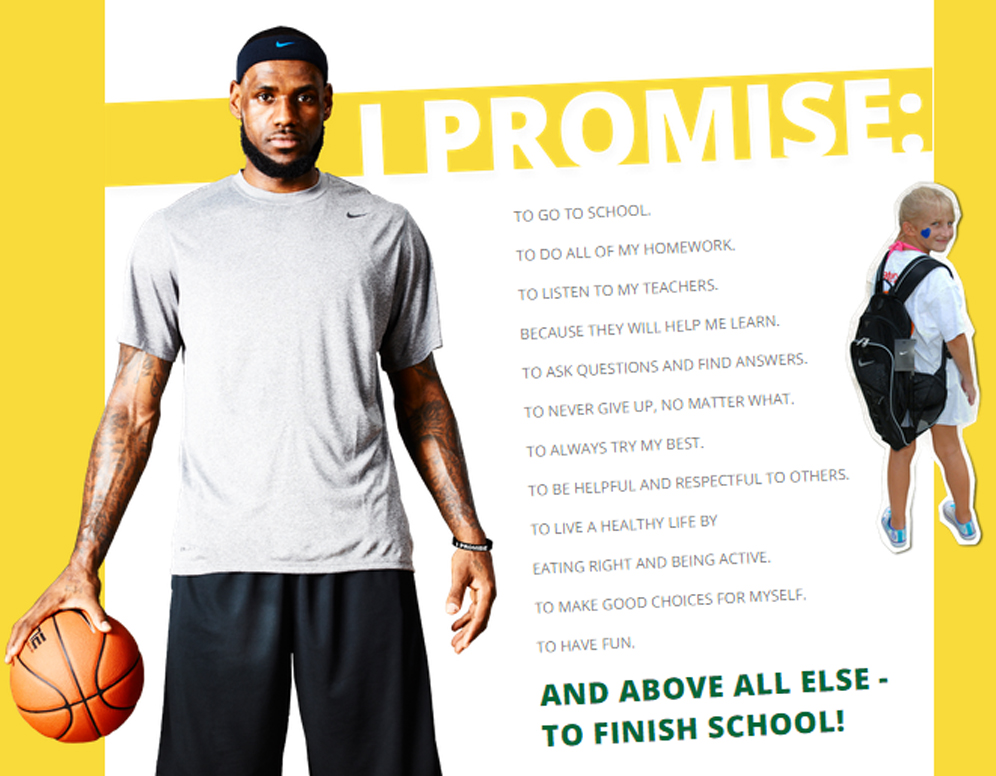 I PROMISE:
TO GO TO SCHOOL.
TO DO ALL OF MY HOMEWORK.
TO LISTEN TO MY TEACHERS.
BECAUSE THEY WILL HELP ME LEARN.
TO ASK QUESTIONS AND FIND ANSWERS.
TO NEVER GIVE UP, NO MATTER WHAT.
TO ALWAYS TRY MY BEST.
TO BE HELPFUL AND RESPECTFUL TO OTHERS.
TO LIVE A HEALTHY LIFE BY
EATING RIGHT AND BEING ACTIVE.
TO MAKE GOOD CHOICES FOR MYSELF.
TO HAVE FUN.
AND ABOVE ALL ELSE -
TO FINISH SCHOOL!
I PROMISE